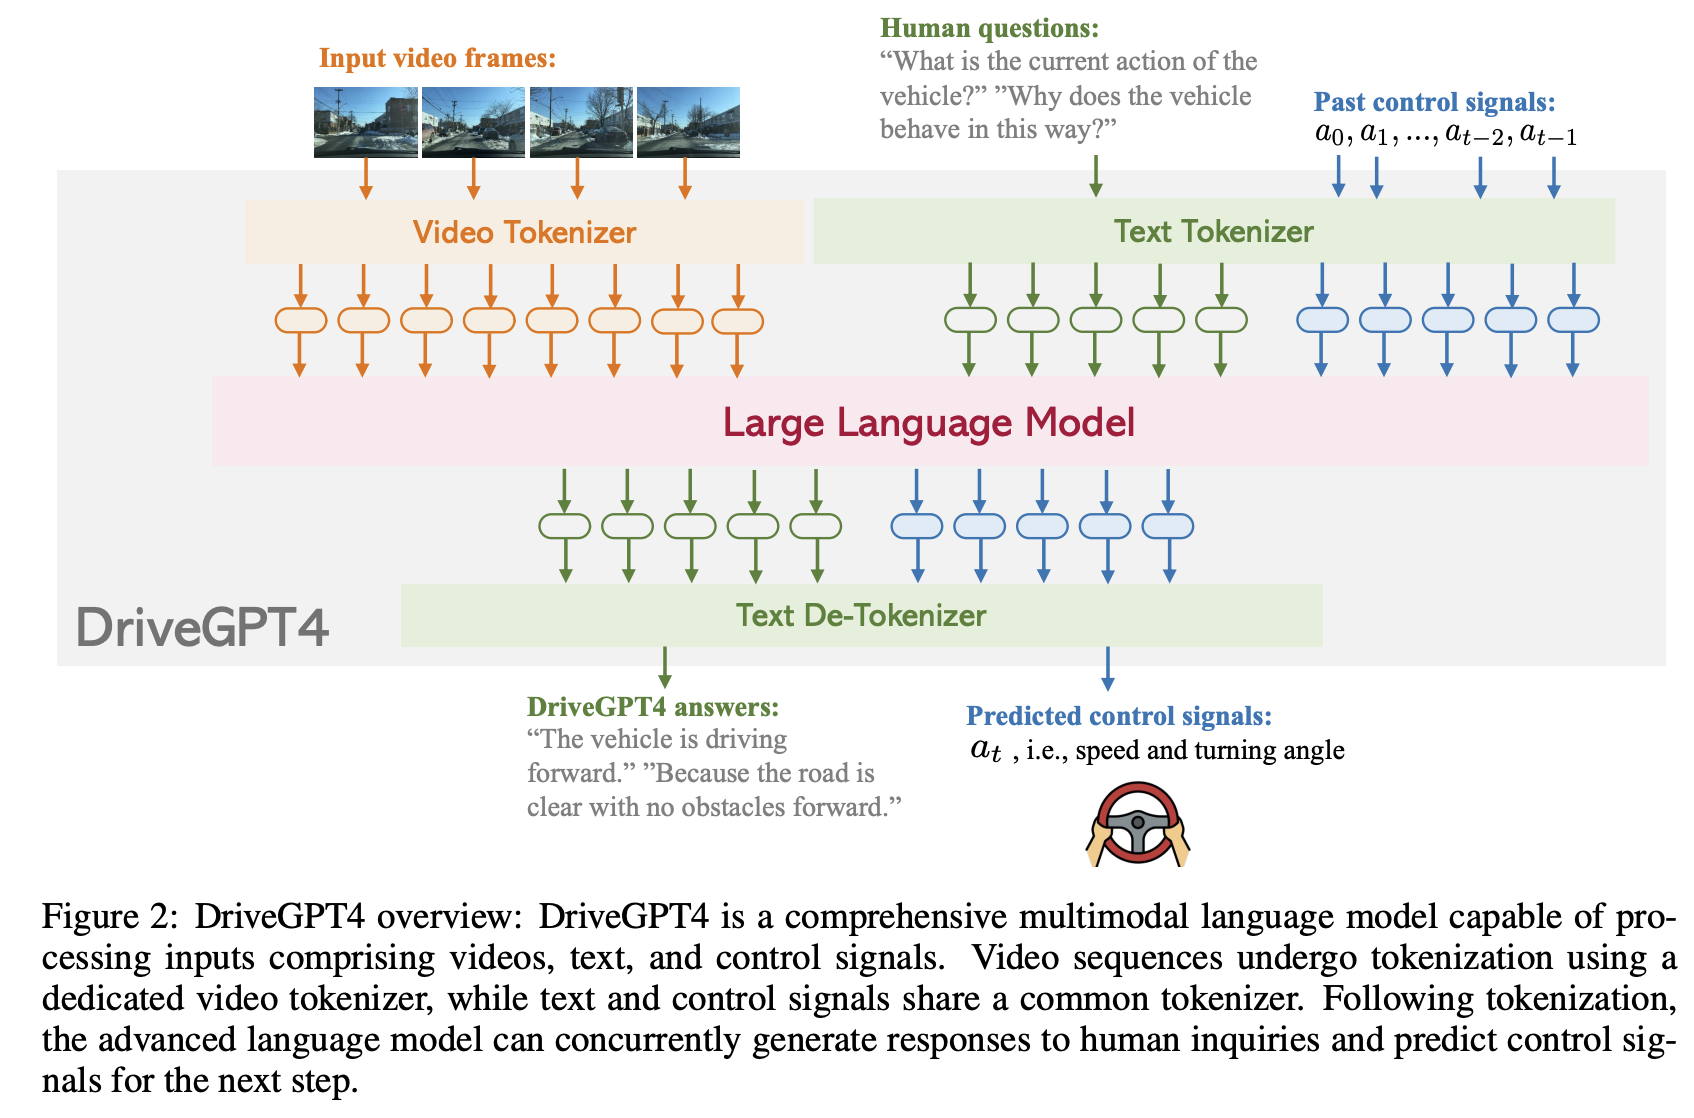 Input video frames:
Human questions:
“What is the current action of the
vehicle?” ”Why does the vehicle
behave in this way?”
Past control signals:
a₀, a₁, ..., aₜ₋₂, aₜ₋₁
Video Tokenizer
Text Tokenizer
Large Language Model
Text De-Tokenizer
DriveGPT4
DriveGPT4 answers:
“The vehicle is driving
forward.” ”Because the road is
clear with no obstacles forward.”
Predicted control signals:
aₜ , i.e., speed and turning angle
Figure 2: DriveGPT4 overview: DriveGPT4 is a comprehensive multimodal language model capable of pro-
cessing inputs comprising videos, text, and control signals. Video sequences undergo tokenization using a
dedicated video tokenizer, while text and control signals share a common tokenizer. Following tokenization,
the advanced language model can concurrently generate responses to human inquiries and predict control sig-
nals for the next step.